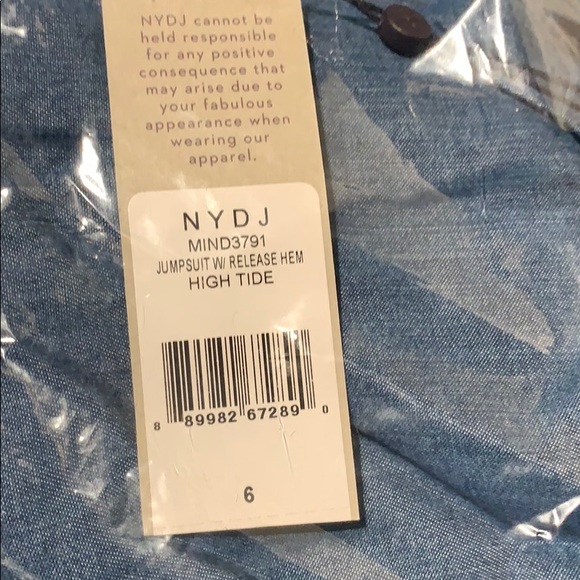 NYDJ cannot be
held responsible
for any positive
consequence that
may arise due to
your fabulous
appearance when
wearing our
apparel.
NYDJ
MIND3791
JUMPSUIT W/ RELEASE HEM
HIGH TIDE
8 89982 67289 0
6